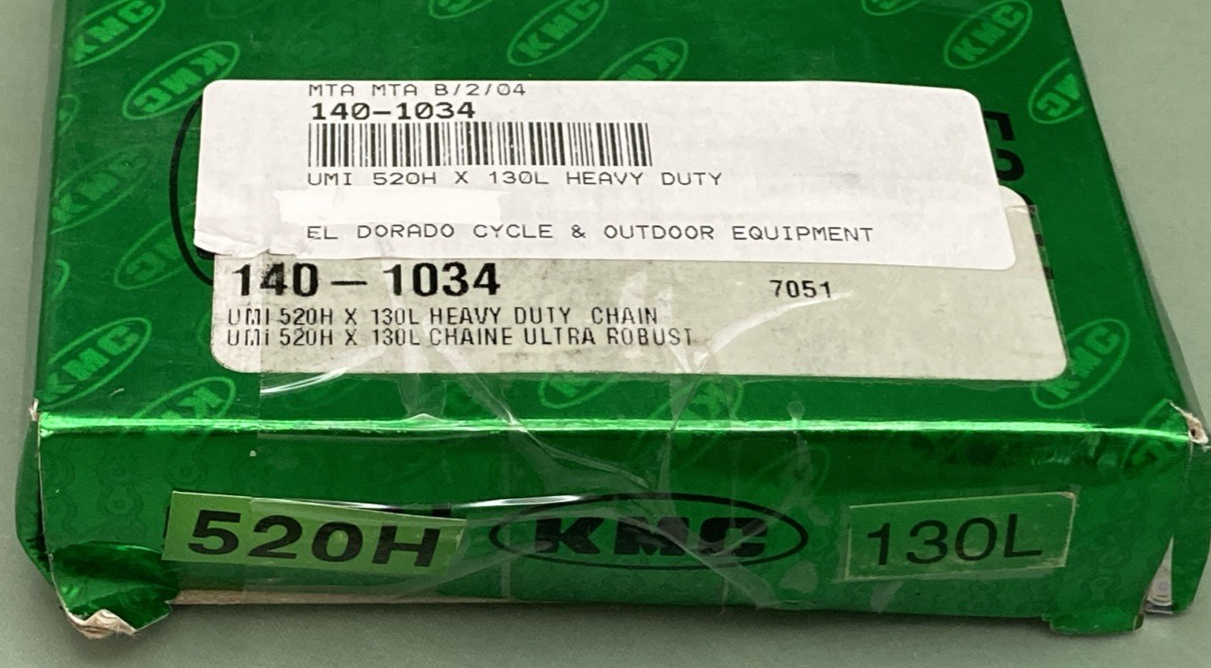 MTA MTA B/2/04
140-1034
UMI 520H X 130L HEAVY DUTY
EL DORADO CYCLE & OUTDOOR EQUIPMENT
140 - 1034 7051
UMI 520H X 130L HEAVY DUTY CHAIN
UMI 520H X 130L CHAINE ULTRA ROBUST
520H KMC 130L